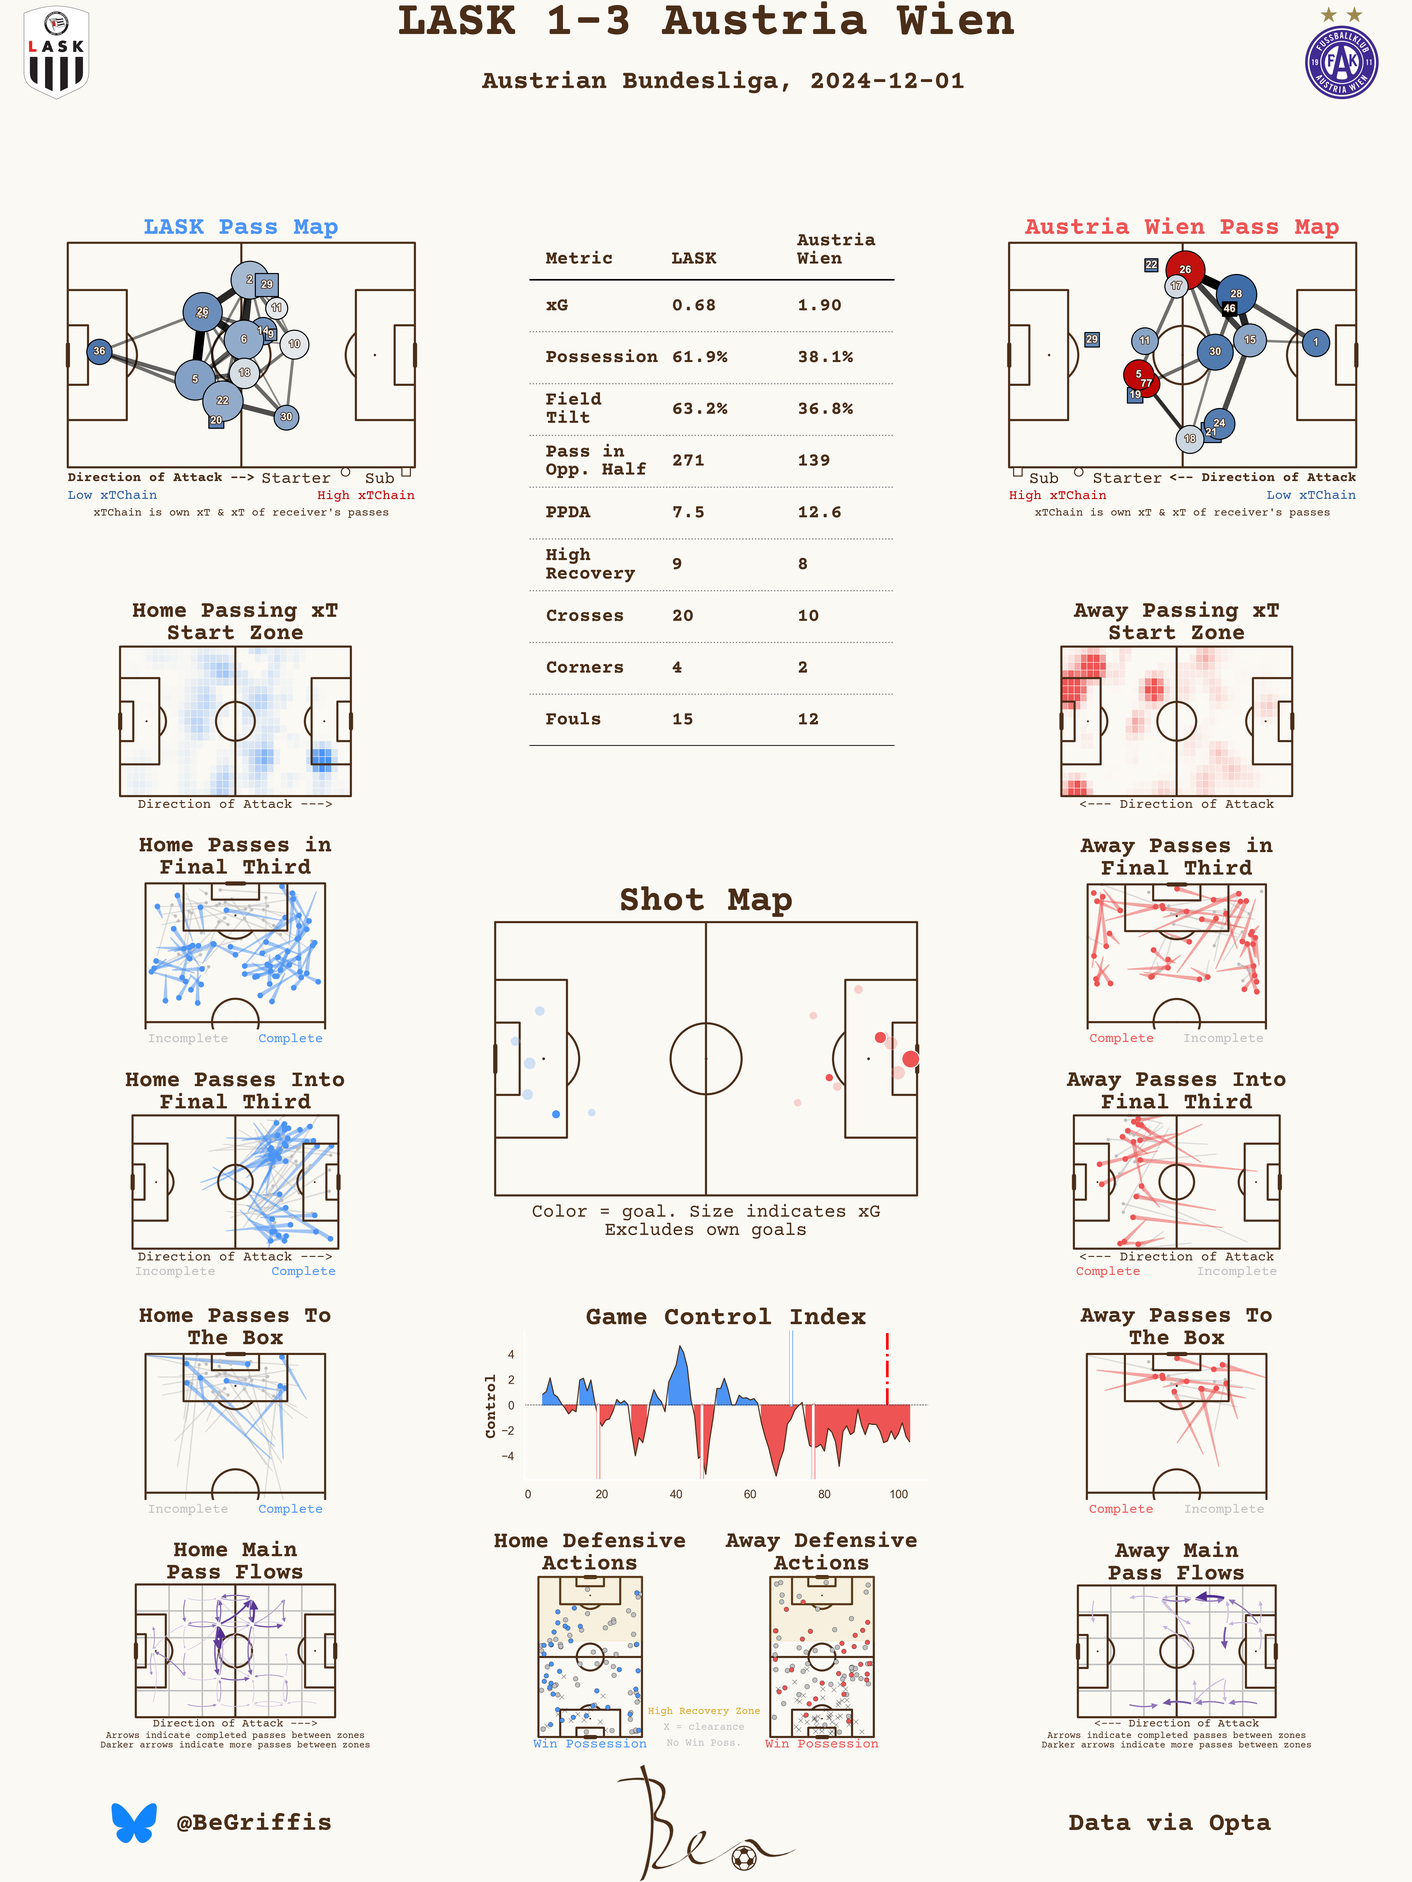 LASK 1-3 Austria Wien
Austrian Bundesliga, 2024-12-01
LASK
FUSSBALLKLUB
19 FAK 11
AUSTRIA WIEN
LASK Pass Map
2
29
26
11
14
9
6
10
36
5
18
22
20
30
Direction of Attack --> Starter Sub
Low xTChain High xTChain
xTChain is own xT & xT of receiver's passes
Metric LASK Austria Wien
xG 0.68 1.90
Possession 61.9% 38.1%
Field Tilt 63.2% 36.8%
Pass in Opp. Half 271 139
PPDA 7.5 12.6
High Recovery 9 8
Crosses 20 10
Corners 4 2
Fouls 15 12
Austria Wien Pass Map
22
26
17
28
46
29
11
30
15
1
5
77
19
24
21
18
Sub Starter <-- Direction of Attack
High xTChain Low xTChain
xTChain is own xT & xT of receiver's passes
Home Passing xT
Start Zone
Direction of Attack --->
Away Passing xT
Start Zone
<--- Direction of Attack
Home Passes in
Final Third
Incomplete Complete
Away Passes in
Final Third
Complete Incomplete
Shot Map
Color = goal. Size indicates xG
Excludes own goals
Home Passes Into
Final Third
Direction of Attack --->
Incomplete Complete
Away Passes Into
Final Third
<--- Direction of Attack
Complete Incomplete
Home Passes To
The Box
Incomplete Complete
Game Control Index
Control
4
2
0
−2
−4
0 20 40 60 80 100
Away Passes To
The Box
Complete Incomplete
Home Main
Pass Flows
Direction of Attack --->
Arrows indicate completed passes between zones
Darker arrows indicate more passes between zones
Home Defensive
Actions
Win Possession
High Recovery Zone
X = clearance
No Win Poss.
Away Defensive
Actions
Win Possession
Away Main
Pass Flows
<--- Direction of Attack
Arrows indicate completed passes between zones
Darker arrows indicate more passes between zones
@BeGriffis
Ben
Data via Opta